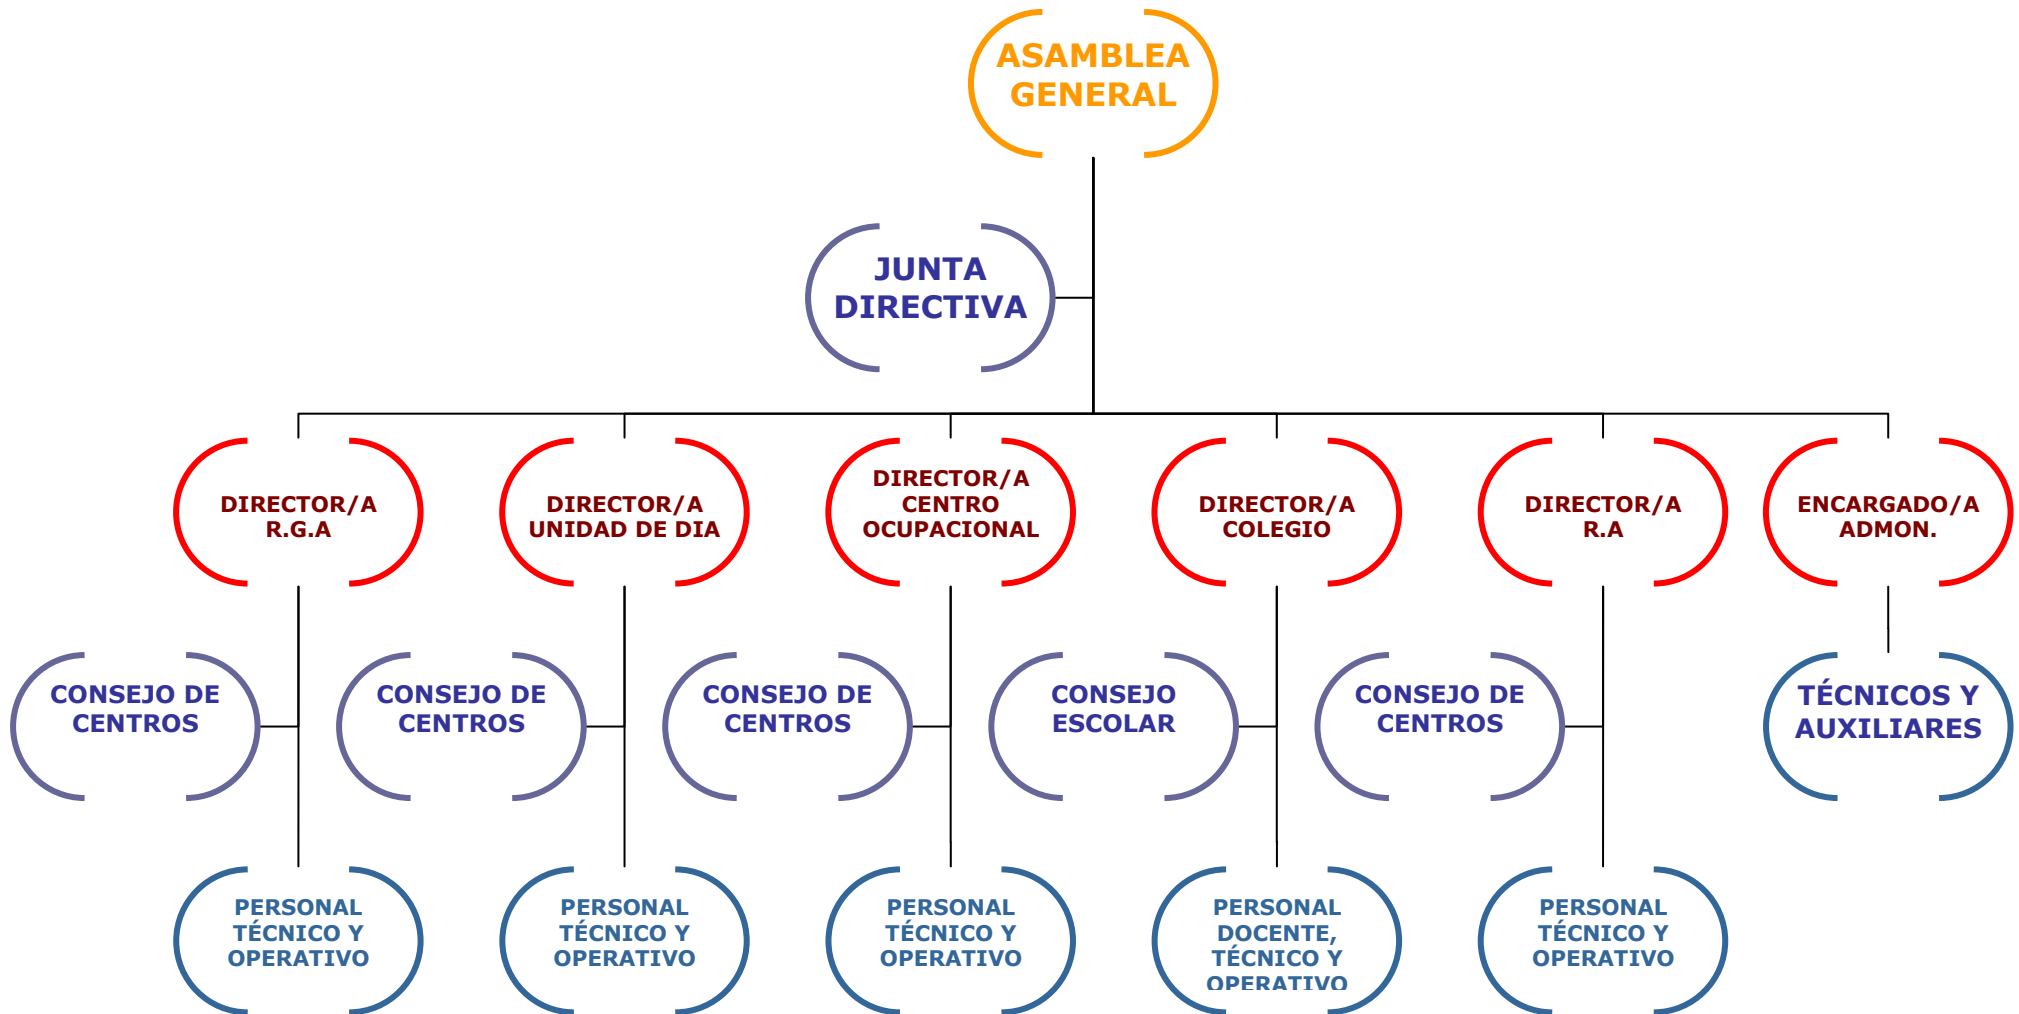 ASAMBLEA
GENERAL
JUNTA
DIRECTIVA
DIRECTOR/A
R.G.A
DIRECTOR/A
UNIDAD DE DIA
DIRECTOR/A
CENTRO
OCUPACIONAL
DIRECTOR/A
COLEGIO
DIRECTOR/A
R.A
ENCARGADO/A
ADMON.
CONSEJO DE
CENTROS
CONSEJO DE
CENTROS
CONSEJO DE
CENTROS
CONSEJO
ESCOLAR
CONSEJO DE
CENTROS
TÉCNICOS Y
AUXILIARES
PERSONAL
TÉCNICO Y
OPERATIVO
PERSONAL
TÉCNICO Y
OPERATIVO
PERSONAL
TÉCNICO Y
OPERATIVO
PERSONAL
DOCENTE,
TÉCNICO Y
OPERATIVO
PERSONAL
TÉCNICO Y
OPERATIVO